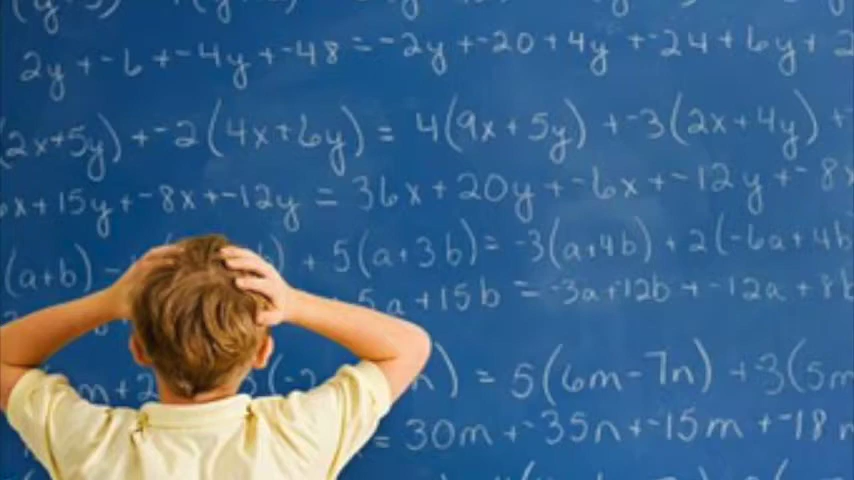 2y + -6 + -4y + -48 = -2y + -20 + 4y + -24 + 6y +
(2x+5y) + -2(4x+6y) = 4(9x+5y) + -3(2x+4y) +
x + 15y + -8x + -12y = 36x + 20y + -6x + -12y + -8x
(a+b) - + 5(a+3b) = -3(a+4b) + 2(-6a+4b
5a + 15b = -3a + 12b + -12a + 8b
m + 2 = 5(6m-7n) + 3(5m
= 30m + -35n + -15m + -18n